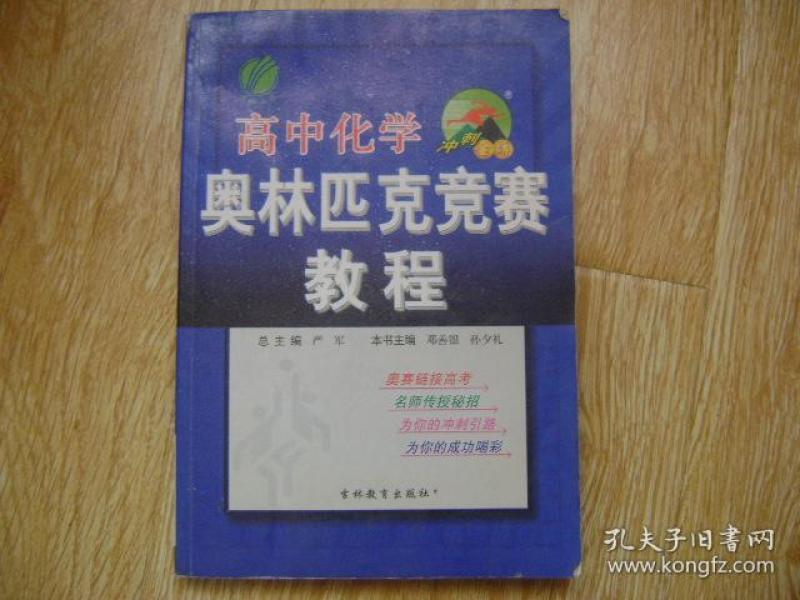 高中化学
冲刺金牌
奥林匹克竞赛
教程
总主编 严军 本书主编 邓善银 孙夕礼
奥赛链接高考
名师传授秘招
为你的冲刺引路
为你的成功喝彩
吉林教育出版社
孔夫子旧书网
www.kongfz.com